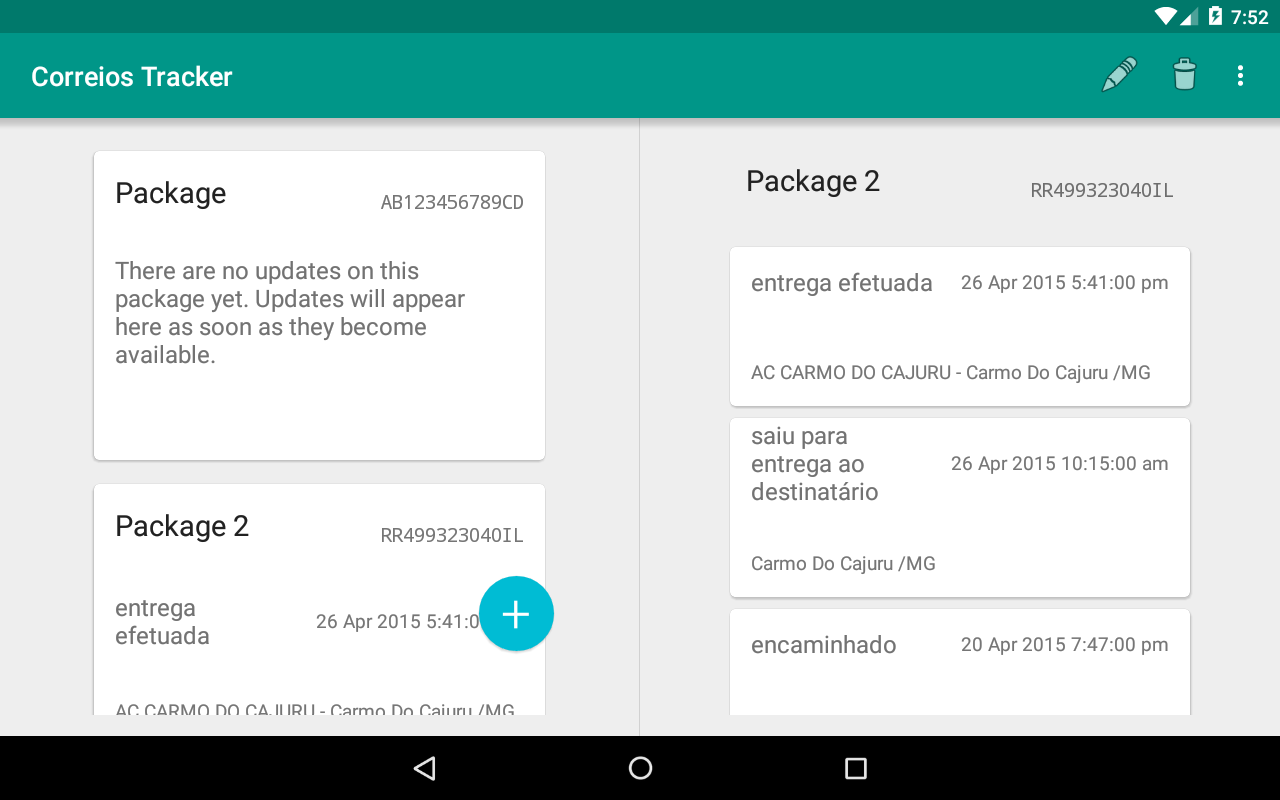 7:52
Correios Tracker
Package
AB123456789CD
There are no updates on this
package yet. Updates will appear
here as soon as they become
available.
Package 2
RR499323040IL
entrega
efetuada
26 Apr 2015 5:41:0
AC CARMO DO CAJURU - Carmo Do Cajuru /MG
Package 2
RR499323040IL
entrega efetuada
26 Apr 2015 5:41:00 pm
AC CARMO DO CAJURU - Carmo Do Cajuru /MG
saiu para
entrega ao
destinatário
26 Apr 2015 10:15:00 am
Carmo Do Cajuru /MG
encaminhado
20 Apr 2015 7:47:00 pm